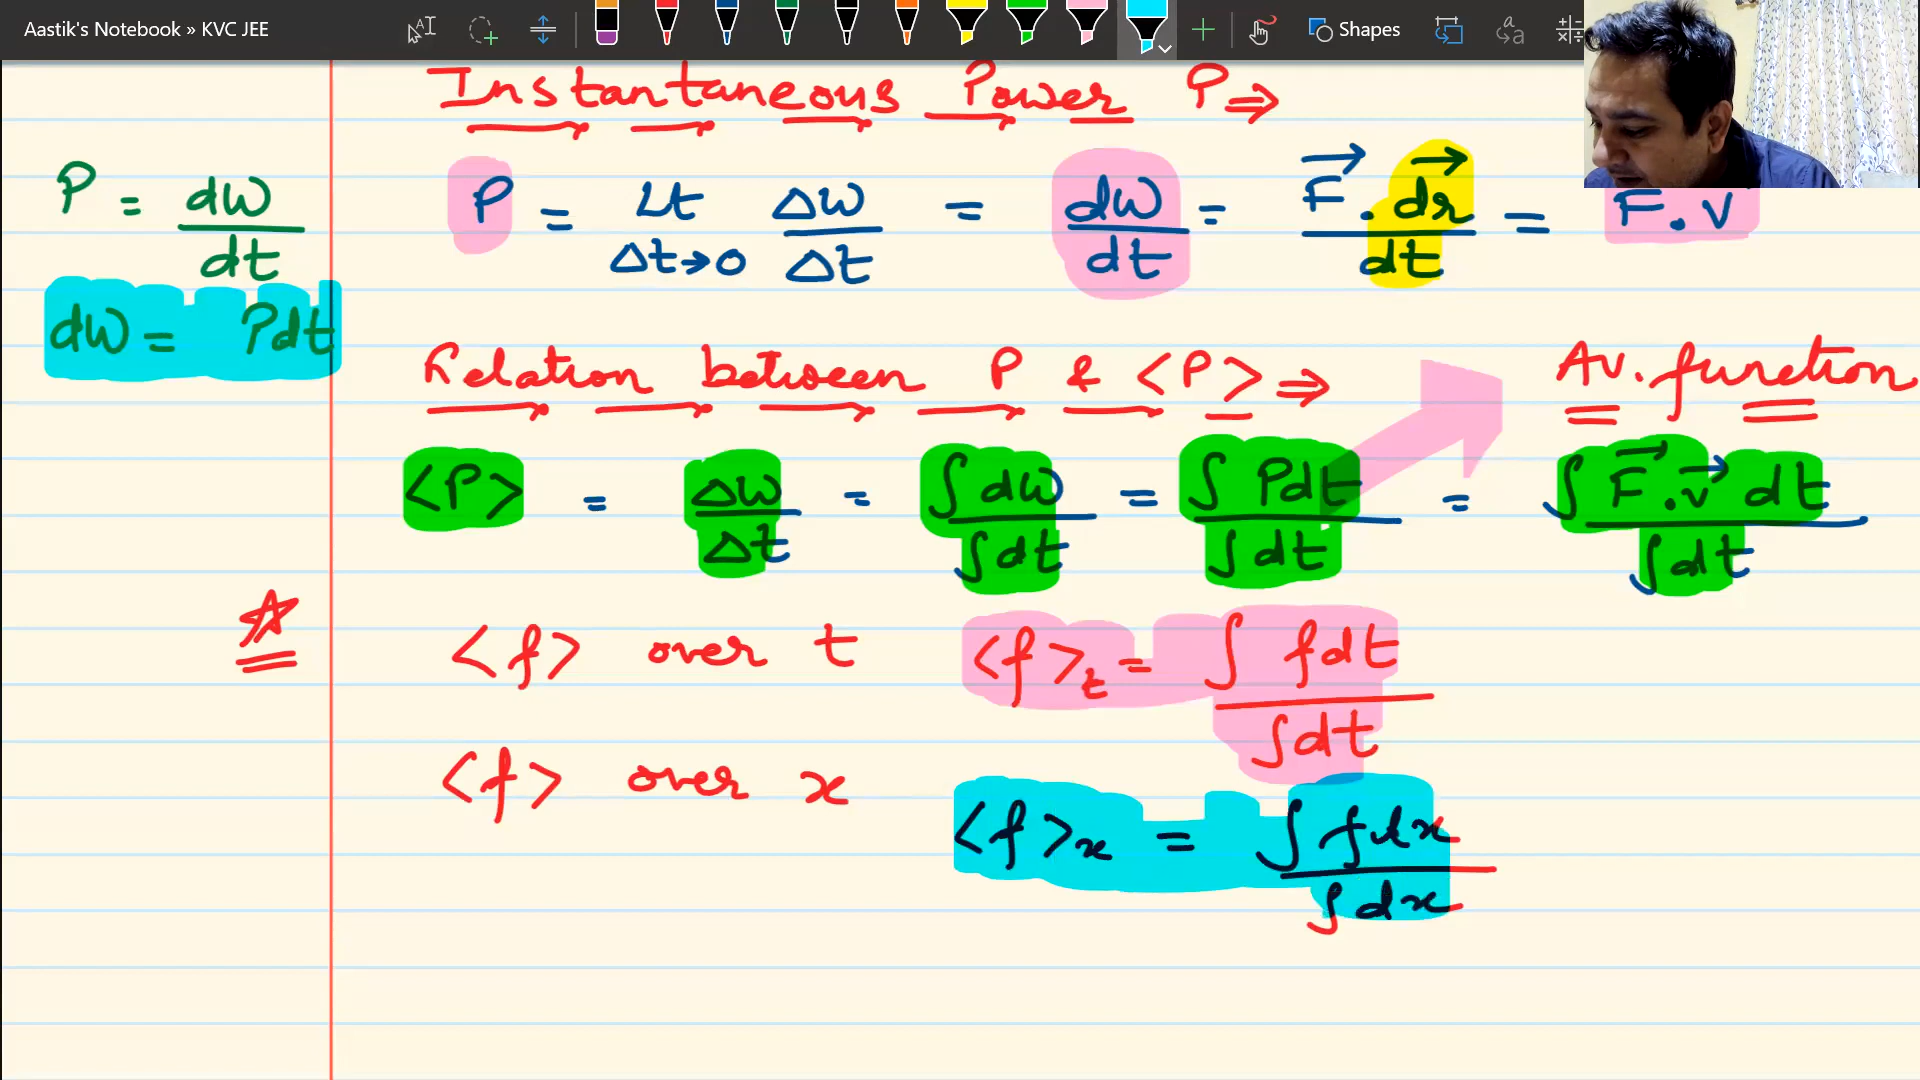 Aastik's Notebook » KVC JEE
Shapes
Instantaneous Power P ⇒
P = dW/dt
P = Lt Δt→0 ΔW/Δt = dW/dt = F⃗ . dr⃗/dt = F . V
dW = Pdt
Relation between P & <P> ⇒
Av. function
<P> = ΔW/Δt = ∫dW/∫dt = ∫Pdt/∫dt = ∫F⃗.v⃗ dt/∫dt
<f> over t <f>t = ∫fdt/∫dt
<f> over x <f>x = ∫fdx/∫dx